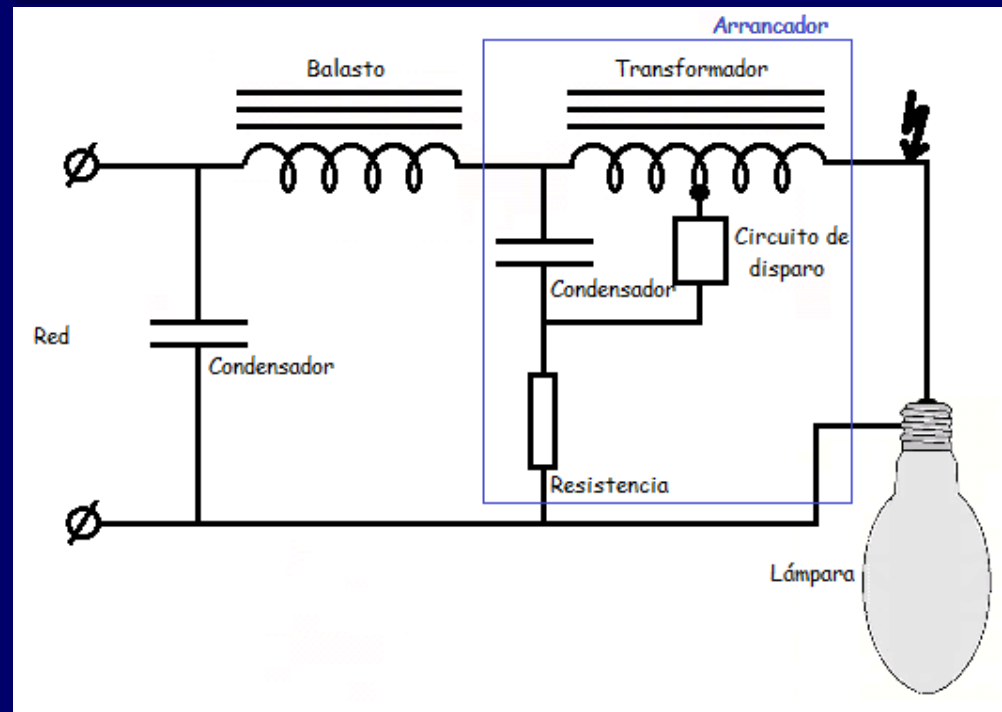 Arrancador
Balasto
Transformador
Circuito de
disparo
Condensador
Red
Condensador
Resistencia
Lámpara